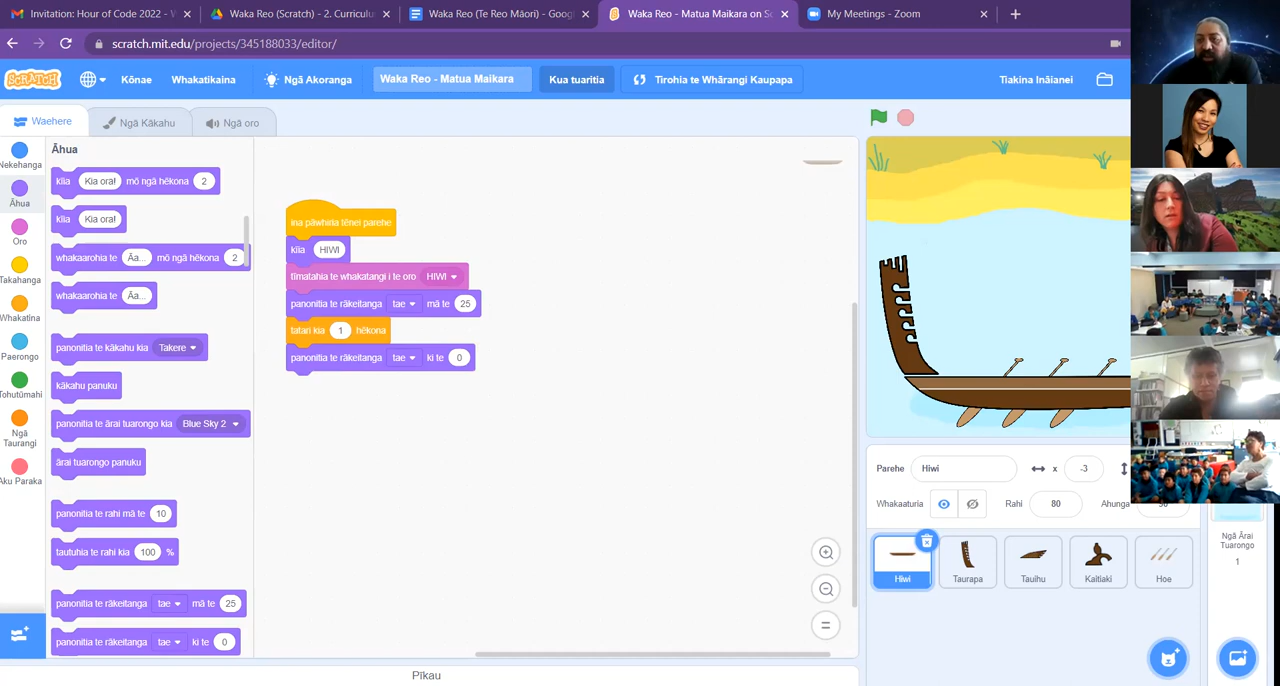 Invitation: Hour of Code 2022 - W
Waka Reo (Scratch) - 2. Curriculu
Waka Reo (Te Reo Māori) - Googl
Waka Reo - Matua Maikara on Sc
My Meetings - Zoom
scratch.mit.edu/projects/345188033/editor/
SCRATCH
Kōnae
Whakatikaina
Ngā Akoranga
Waka Reo - Matua Maikara
Kua tuaritia
Tirohia te Whārangi Kaupapa
Tiakina Ināianei
Waehere
Ngā Kākahu
Ngā oro
Nekehanga
Āhua
Oro
Takahanga
Whakatina
Paerongo
Tohutūmahi
Ngā Taurangi
Aku Paraka
Āhua
kīia Kia ora! mō ngā hēkona 2
kīia Kia ora!
whakaarohia te Āa... mō ngā hēkona 2
whakaarohia te Āa...
panonitia te kākahu kia Takere
kākahu panuku
panonitia te ārai tuarongo kia Blue Sky 2
ārai tuarongo panuku
panonitia te rahi mā te 10
tautuhia te rahi kia 100 %
panonitia te rākeitanga tae mā te 25
panonitia te rākeitanga tae ki te 0
ina pāwhiria tēnei parehe
kīia HIWI
tīmatahia te whakatangi i te oro HIWI
panonitia te rākeitanga tae mā te 25
tatari kia 1 hēkona
panonitia te rākeitanga tae ki te 0
Pīkau
Parehe Hiwi x -3
Whakaaturia Rahi 80 Ahunga
Hiwi
Taurapa
Tauihu
Kaitiaki
Hoe
Ngā Ārai Tuarongo
1